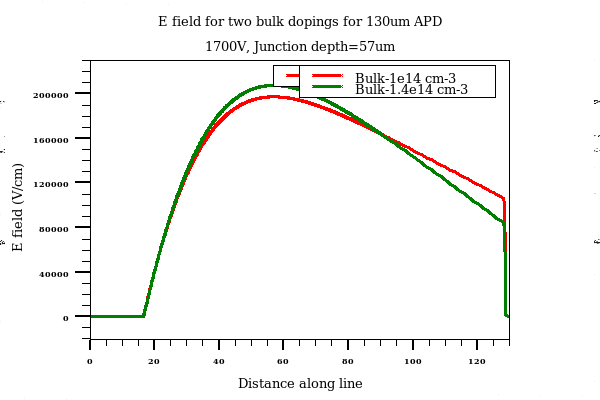 E field for two bulk dopings for 130um APD
1700V, Junction depth=57um
Bulk-1e14 cm-3
Bulk-1.4e14 cm-3
200000
160000
120000
80000
40000
0
E field (V/cm)
0 20 40 60 80 100 120
Distance along line